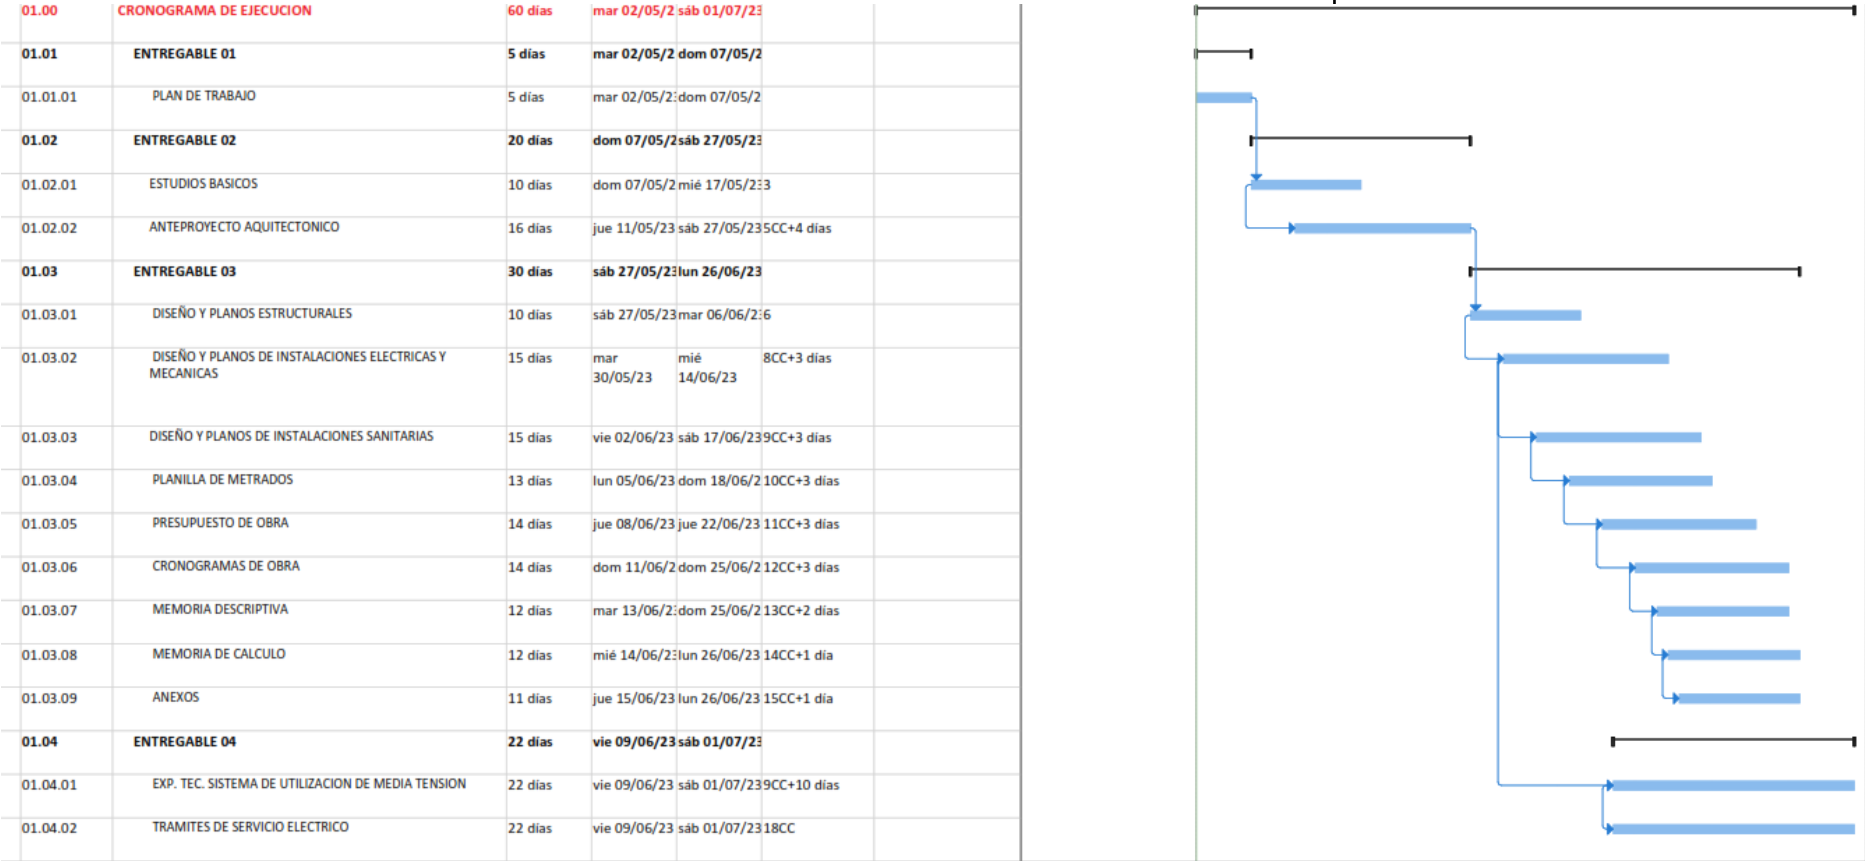 01.00 CRONOGRAMA DE EJECUCION 60 días mar 02/05/2 sáb 01/07/23
01.01 ENTREGABLE 01 5 días mar 02/05/2 dom 07/05/2
01.01.01 PLAN DE TRABAJO 5 días mar 02/05/23 dom 07/05/2
01.02 ENTREGABLE 02 20 días dom 07/05/2 sáb 27/05/23
01.02.01 ESTUDIOS BASICOS 10 días dom 07/05/2 mié 17/05/23 3
01.02.02 ANTEPROYECTO AQUITECTONICO 16 días jue 11/05/23 sáb 27/05/23 5CC+4 días
01.03 ENTREGABLE 03 30 días sáb 27/05/23 lun 26/06/23
01.03.01 DISEÑO Y PLANOS ESTRUCTURALES 10 días sáb 27/05/23 mar 06/06/23 6
01.03.02 DISEÑO Y PLANOS DE INSTALACIONES ELECTRICAS Y 15 días mar mié 8CC+3 días
MECANICAS 30/05/23 14/06/23
01.03.03 DISEÑO Y PLANOS DE INSTALACIONES SANITARIAS 15 días vie 02/06/23 sáb 17/06/23 9CC+3 días
01.03.04 PLANILLA DE METRADOS 13 días lun 05/06/23 dom 18/06/2 10CC+3 días
01.03.05 PRESUPUESTO DE OBRA 14 días jue 08/06/23 jue 22/06/23 11CC+3 días
01.03.06 CRONOGRAMAS DE OBRA 14 días dom 11/06/2 dom 25/06/2 12CC+3 días
01.03.07 MEMORIA DESCRIPTIVA 12 días mar 13/06/23 dom 25/06/2 13CC+2 días
01.03.08 MEMORIA DE CALCULO 12 días mié 14/06/23 lun 26/06/23 14CC+1 día
01.03.09 ANEXOS 11 días jue 15/06/23 lun 26/06/23 15CC+1 día
01.04 ENTREGABLE 04 22 días vie 09/06/23 sáb 01/07/23
01.04.01 EXP. TEC. SISTEMA DE UTILIZACION DE MEDIA TENSION 22 días vie 09/06/23 sáb 01/07/23 9CC+10 días
01.04.02 TRAMITES DE SERVICIO ELECTRICO 22 días vie 09/06/23 sáb 01/07/23 18CC